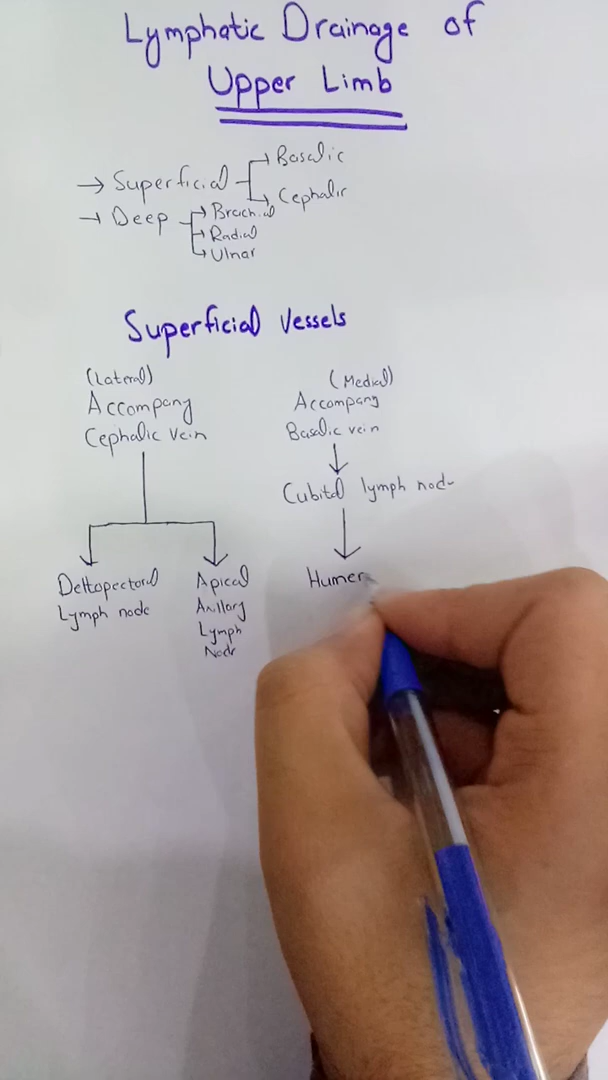 Lymphatic Drainage of
Upper Limb
→ Superficial → Basalic
→ Cephalic
→ Deep → Brachial
→ Radial
→ Ulnar
Superficial Vessels
(Lateral)
Accompany
Cephalic vein
(Medial)
Accompany
Basalic vein
Cubital lymph node
Deltopectoral
Lymph node
Apical
Axillary
Lymph
Node
Humer